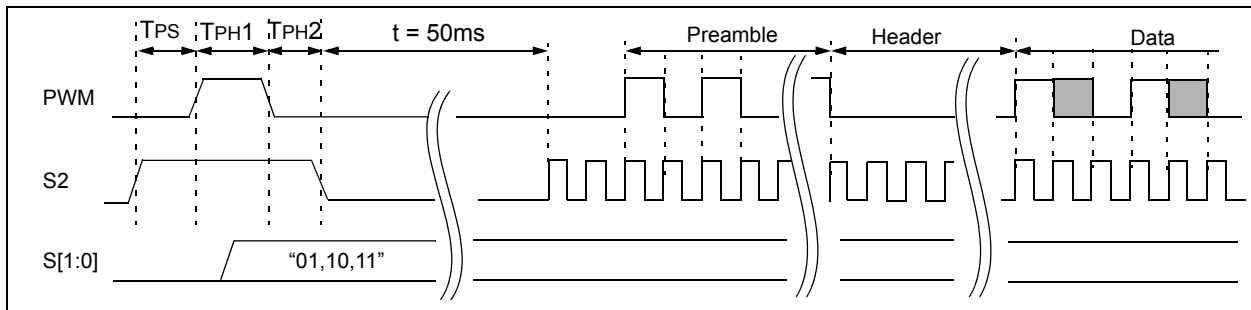 TPS TPH1 TPH2 t = 50ms Preamble Header Data
PWM
S2
S[1:0] “01,10,11”